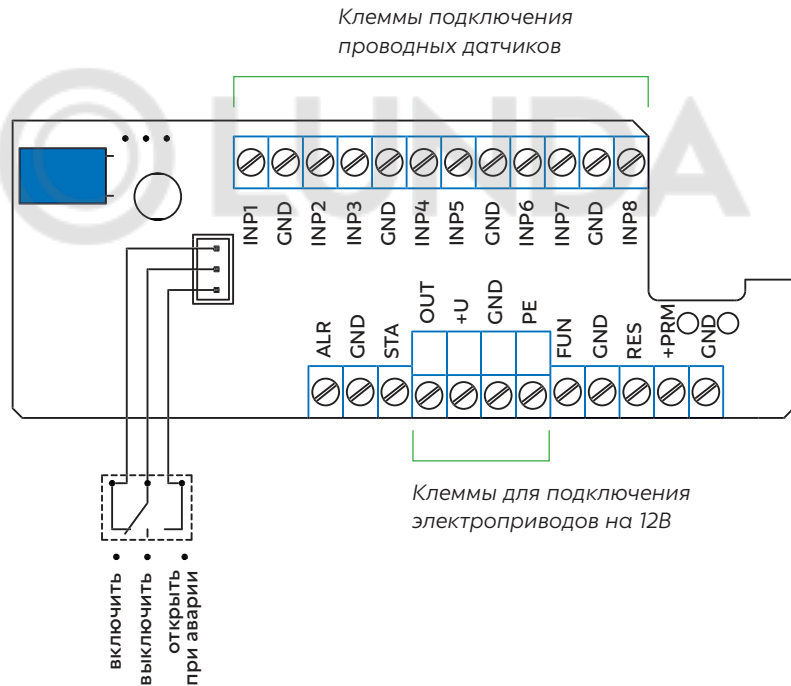 Клеммы подключения
проводных датчиков
LUNDA
INP1
GND
INP2
INP3
GND
INP4
INP5
GND
INP6
INP7
GND
INP8
ALR
GND
STA
OUT
+U
GND
PE
FUN
GND
RES
+PRM
GND
Клеммы для подключения
электроприводов на 12В
включить
выключить
открыть
при аварии